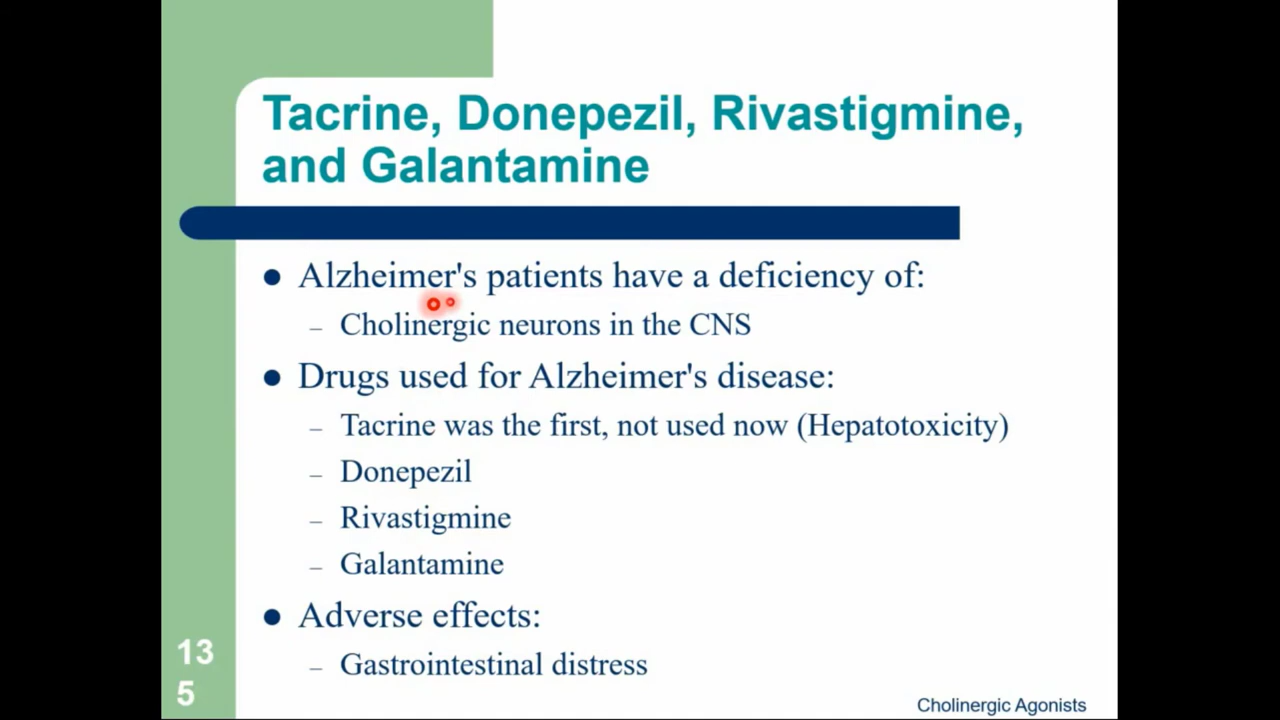 Tacrine, Donepezil, Rivastigmine,
and Galantamine
● Alzheimer's patients have a deficiency of:
– Cholinergic neurons in the CNS
● Drugs used for Alzheimer's disease:
– Tacrine was the first, not used now (Hepatotoxicity)
– Donepezil
– Rivastigmine
– Galantamine
● Adverse effects:
– Gastrointestinal distress
13
5
Cholinergic Agonists